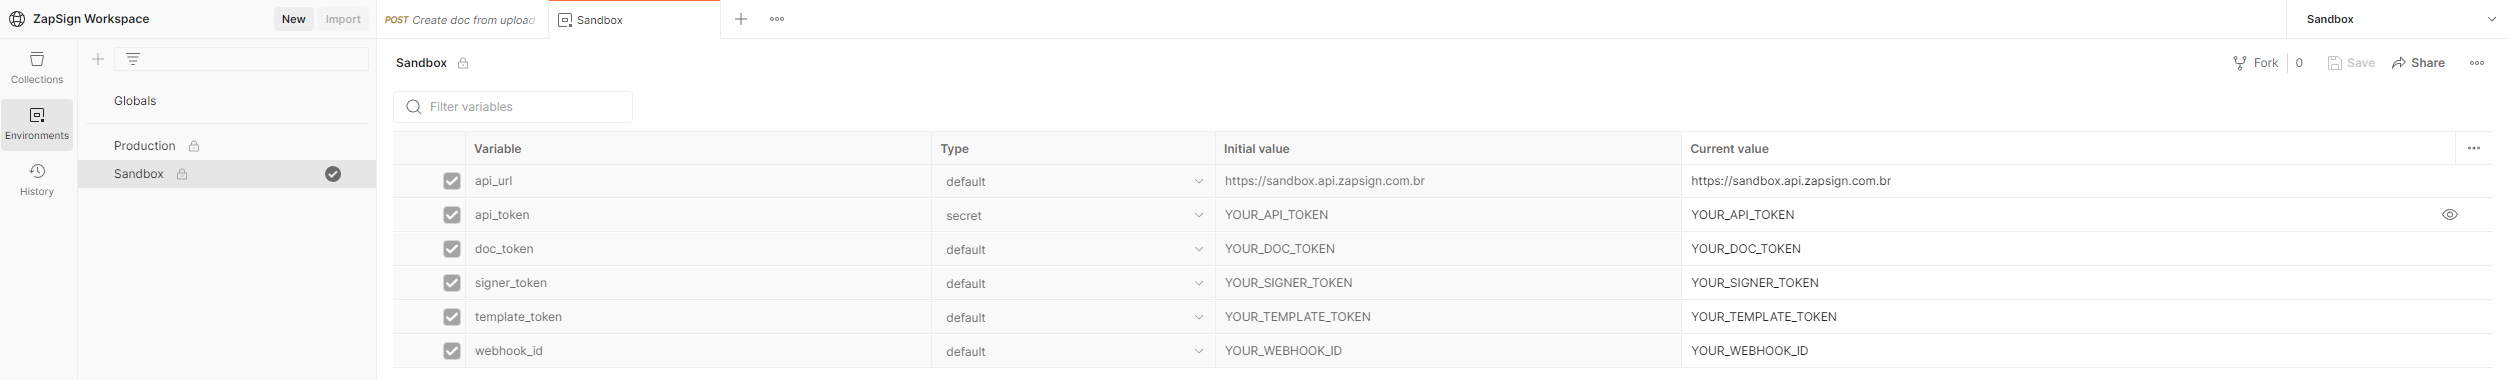 ZapSign Workspace New Import POST Create doc from upload Sandbox Sandbox
Collections
Environments
History
Globals
Production
Sandbox
Sandbox Fork 0 Save Share
Filter variables
Variable Type Initial value Current value
api_url default https://sandbox.api.zapsign.com.br https://sandbox.api.zapsign.com.br
api_token secret YOUR_API_TOKEN YOUR_API_TOKEN
doc_token default YOUR_DOC_TOKEN YOUR_DOC_TOKEN
signer_token default YOUR_SIGNER_TOKEN YOUR_SIGNER_TOKEN
template_token default YOUR_TEMPLATE_TOKEN YOUR_TEMPLATE_TOKEN
webhook_id default YOUR_WEBHOOK_ID YOUR_WEBHOOK_ID